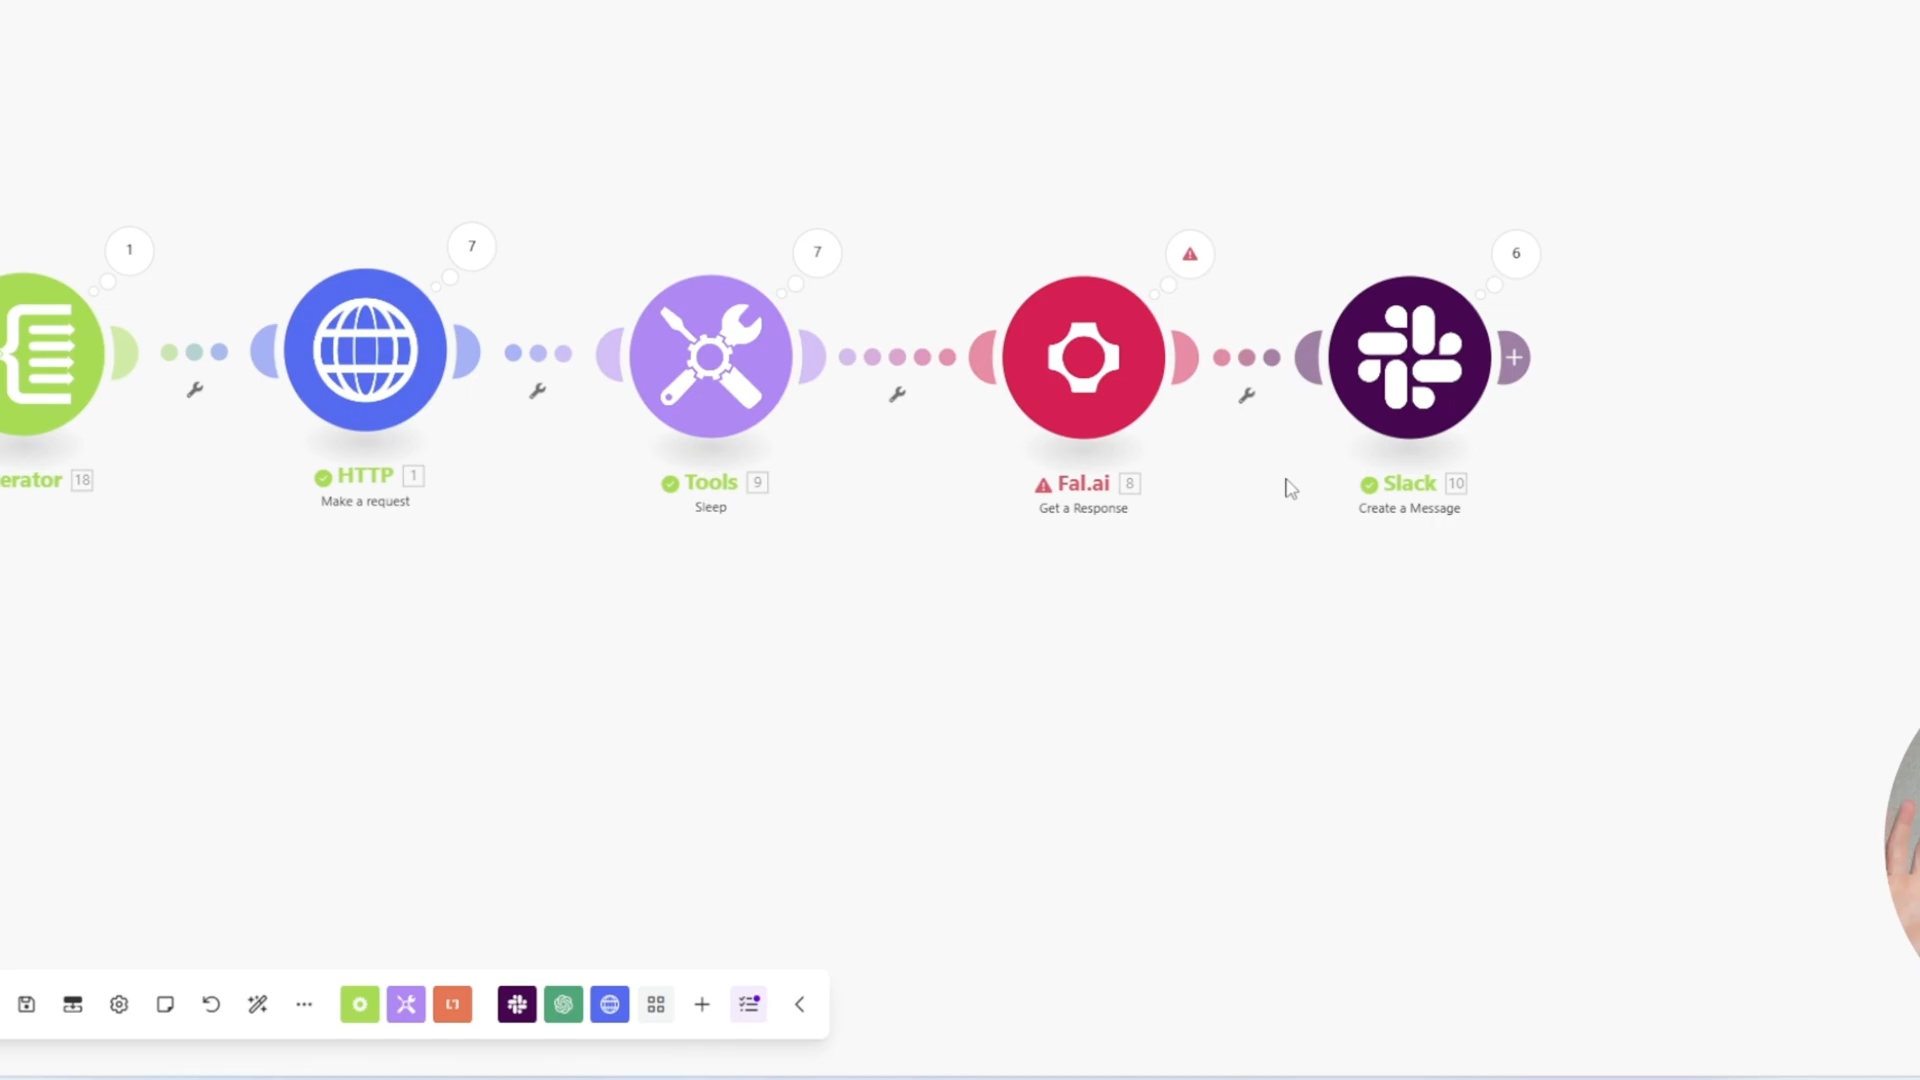 1
7
7
6
erator 18
HTTP 1
Make a request
Tools 9
Sleep
Fal.ai 8
Get a Response
Slack 10
Create a Message